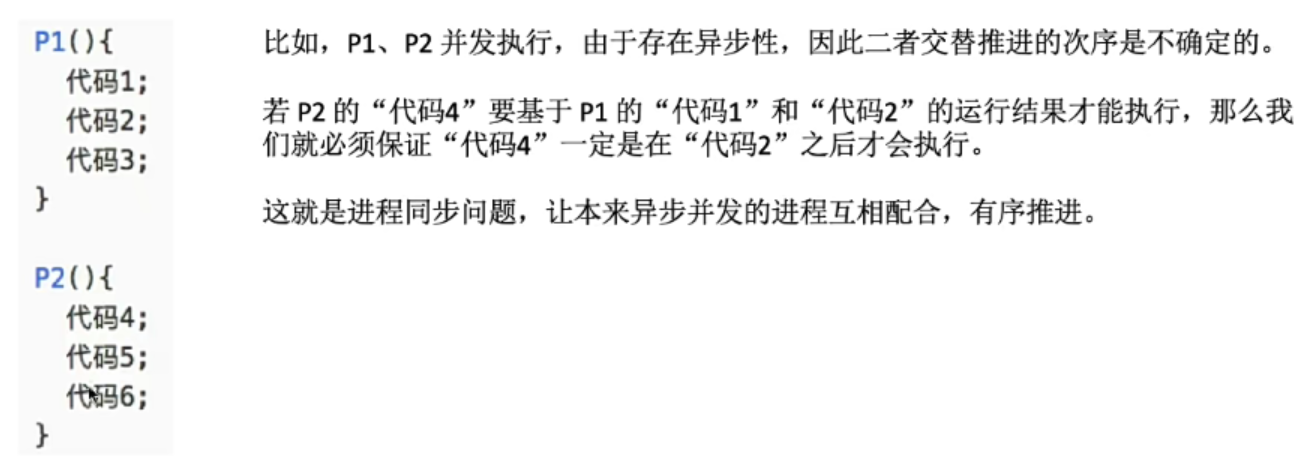 P1(){
代码1;
代码2;
代码3;
}
P2(){
代码4;
代码5;
代码6;
}
比如，P1、P2 并发执行，由于存在异步性，因此二者交替推进的次序是不确定的。
若 P2 的“代码4”要基于 P1 的“代码1”和“代码2”的运行结果才能执行，那么我
们就必须保证“代码4”一定是在“代码2”之后才会执行。
这就是进程同步问题，让本来异步并发的进程互相配合，有序推进。